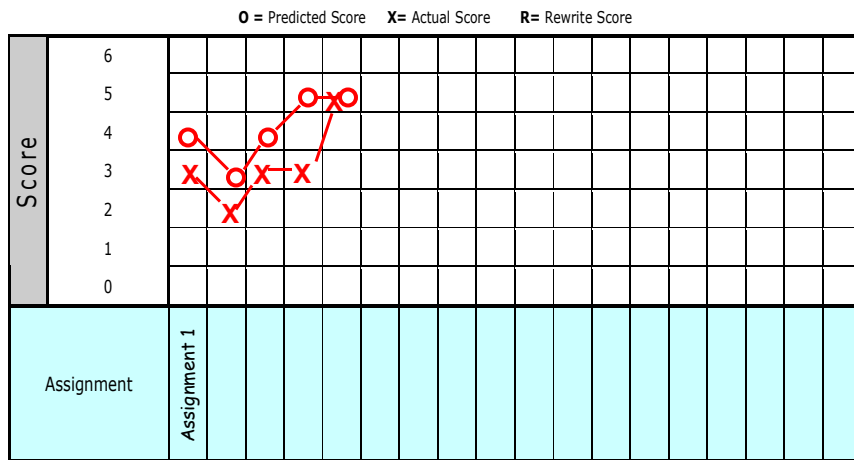 O = Predicted Score X= Actual Score R= Rewrite Score
Score
6
5
4
3
2
1
0
Assignment
Assignment 1